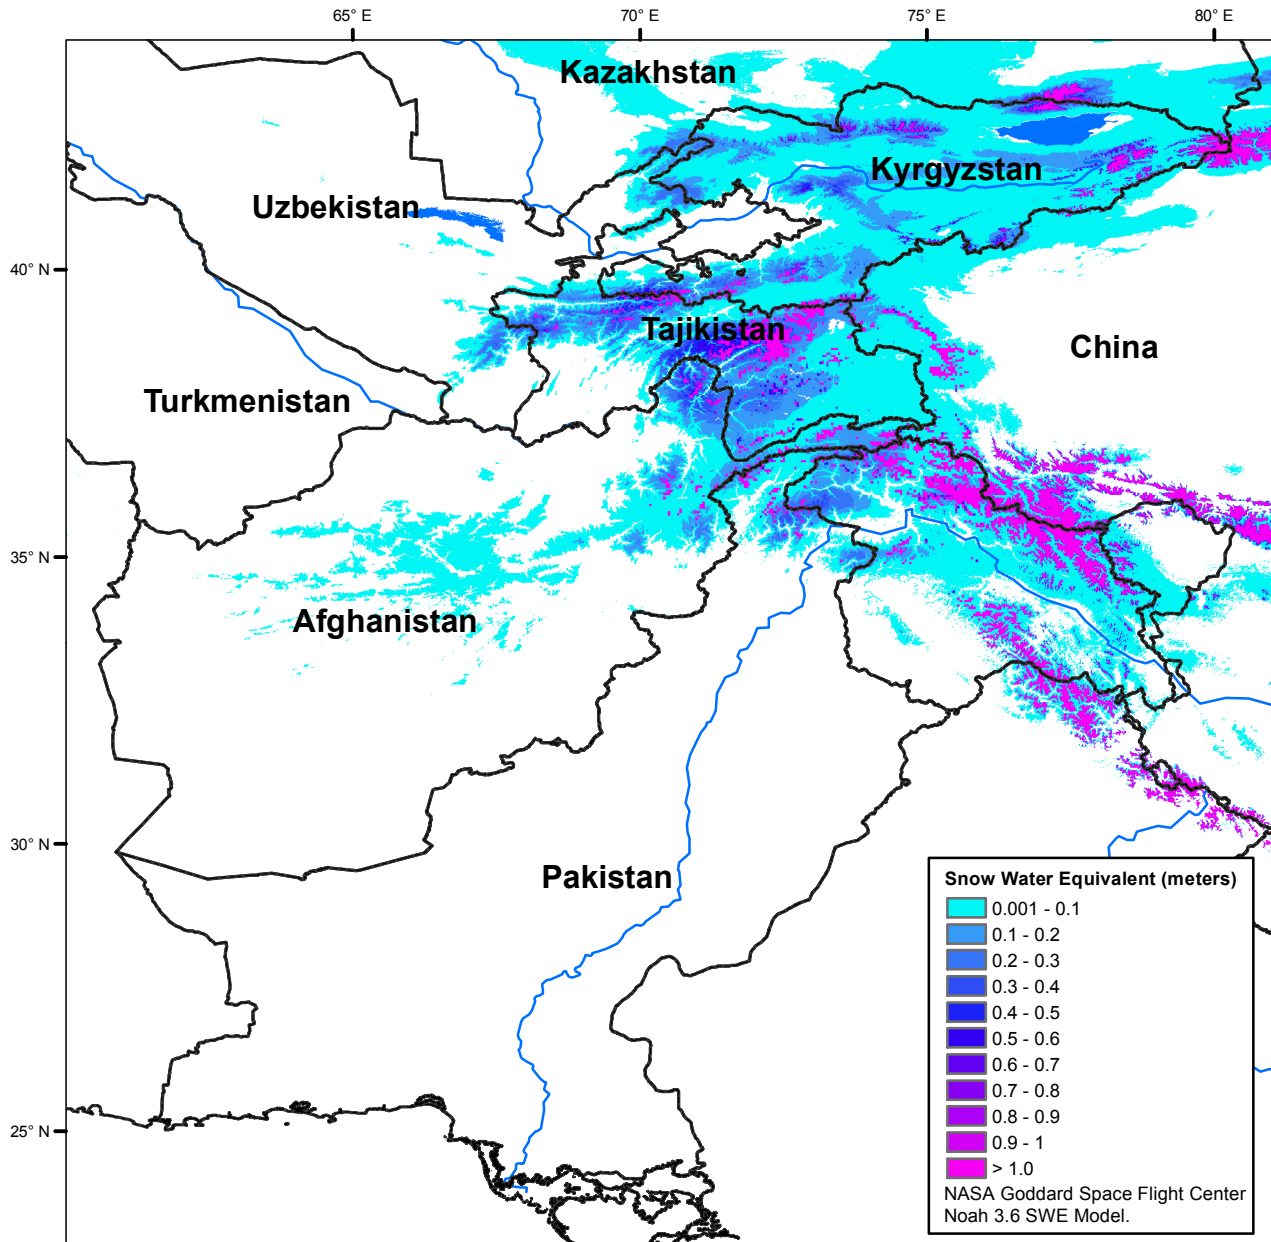 65° E
70° E
75° E
80° E
Kazakhstan
Kyrgyzstan
Uzbekistan
40° N
Tajikistan
China
Turkmenistan
35° N
Afghanistan
30° N
Pakistan
Snow Water Equivalent (meters)
0.001 - 0.1
0.1 - 0.2
0.2 - 0.3
0.3 - 0.4
0.4 - 0.5
0.5 - 0.6
0.6 - 0.7
0.7 - 0.8
0.8 - 0.9
0.9 - 1
> 1.0
NASA Goddard Space Flight Center
Noah 3.6 SWE Model.
25° N